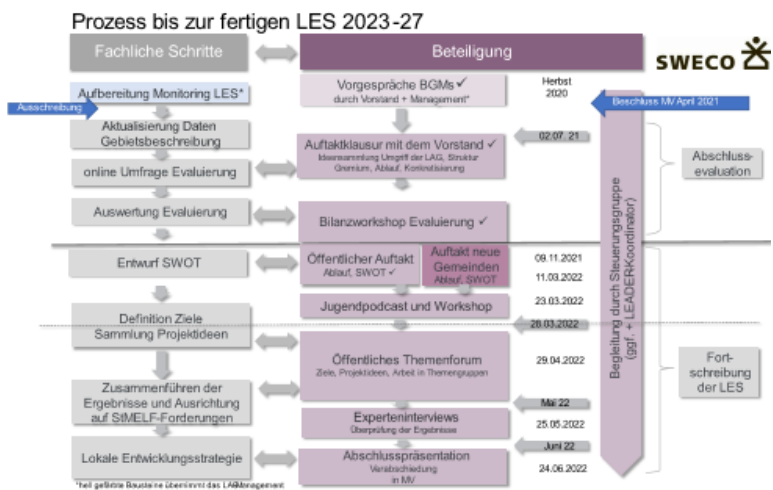 Prozess bis zur fertigen LES 2023-27
Fachliche Schritte
Beteiligung
SWECO
Aufbereitung Monitoring LES*
Vorgespräche BGMs ✓
durch Vorstand + Management*
Herbst
2020
Ausschreibung
Beschluss MV April 2021
Aktualisierung Daten
Gebietsbeschreibung
Auftaktklausur mit dem Vorstand ✓
Ideensammlung Umgriff der LAG, Struktur
Gremium, Ablauf, Konkretisierung
02.07. 21
online Umfrage Evaluierung
Abschluss-
evaluation
Auswertung Evaluierung
Bilanzworkshop Evaluierung ✓
Entwurf SWOT
Öffentlicher Auftakt
Ablauf, SWOT ✓
Auftakt neue
Gemeinden
Ablauf, SWOT
09.11.2021
11.03.2022
Jugendpodcast und Workshop
23.03.2022
28.03.2022
Definition Ziele
Sammlung Projektideen
Öffentliches Themenforum
Ziele, Projektideen, Arbeit in Themengruppen
29.04.2022
Begleitung durch Steuerungsgruppe
(ggf. + LEADER-Koordinator)
Fort-
schreibung
der LES
Zusammenführen der
Ergebnisse und Ausrichtung
auf StMELF-Forderungen
Mai 22
Experteninterviews
Überprüfung der Ergebnisse
25.05.2022
Juni 22
Lokale Entwicklungsstrategie
Abschlusspräsentation
Verabschiedung
in MV
24.06.2022
*hell gefärbte Bausteine übernimmt das LAGManagement